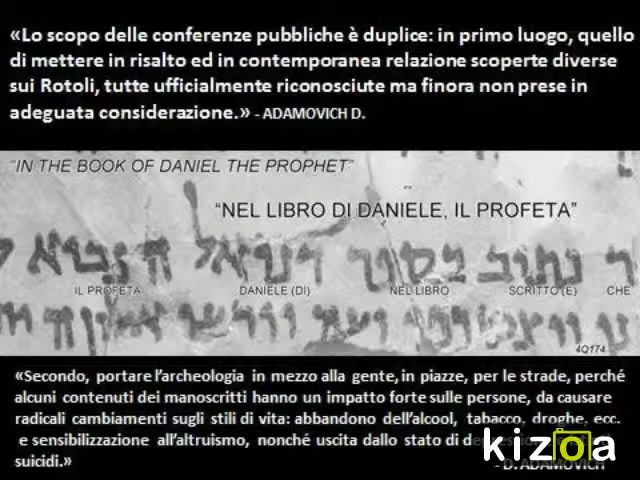 «Lo scopo delle conferenze pubbliche è duplice: in primo luogo, quello
di mettere in risalto ed in contemporanea relazione scoperte diverse
sui Rotoli, tutte ufficialmente riconosciute ma finora non prese in
adeguata considerazione.» - ADAMOVICH D.
"IN THE BOOK OF DANIEL THE PROPHET"
"NEL LIBRO DI DANIELE, IL PROFETA"
כתוב בספר דניאל הנביא
IL PROFETA DANIELE (DI) NEL LIBRO SCRITTO (E) CHE
4Q174
«Secondo, portare l'archeologia in mezzo alla gente, in piazze, per le strade, perché
alcuni contenuti dei manoscritti hanno un impatto forte sulle persone, da causare
radicali cambiamenti sugli stili di vita: abbandono dell'alcool, tabacco, droghe, ecc.
e sensibilizzazione all'altruismo, nonché uscita dallo stato di
suicidi.»
- D. ADAMOVICH
kizoa